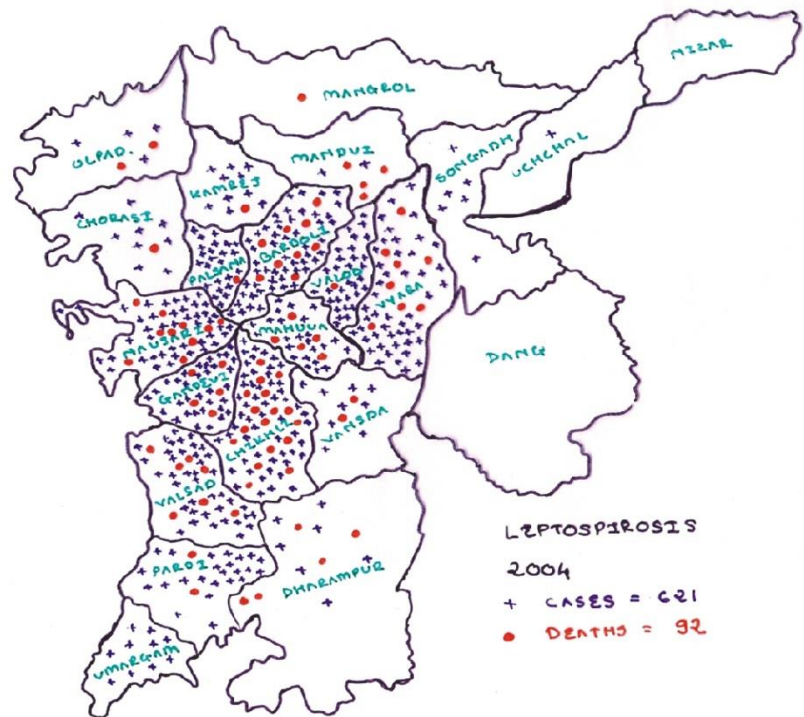 NIZAR
MANGROL
UCHCHAL
SONGADH
OLPAD.
MANDVI
KAMREJ
CHORASI
BARDOLI
PALSANA
VALOD
VYARA
NAVSARI
MAHUVA
DANG
GANDEVI
CHIKHLI
VANSDA
VALSAD
LEPTOSPIROSIS
2004
+ CASES = 621
● DEATHS = 92
PARDI
DHARAMPUR
UMARGAM